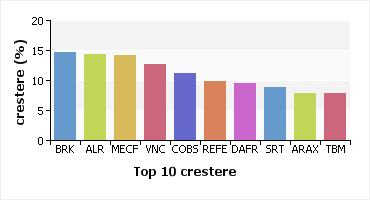 crestere (%)
20
15
10
5
0
BRK ALR MECF VNC COBS REFE DAFR SRT ARAX TBM
Top 10 crestere